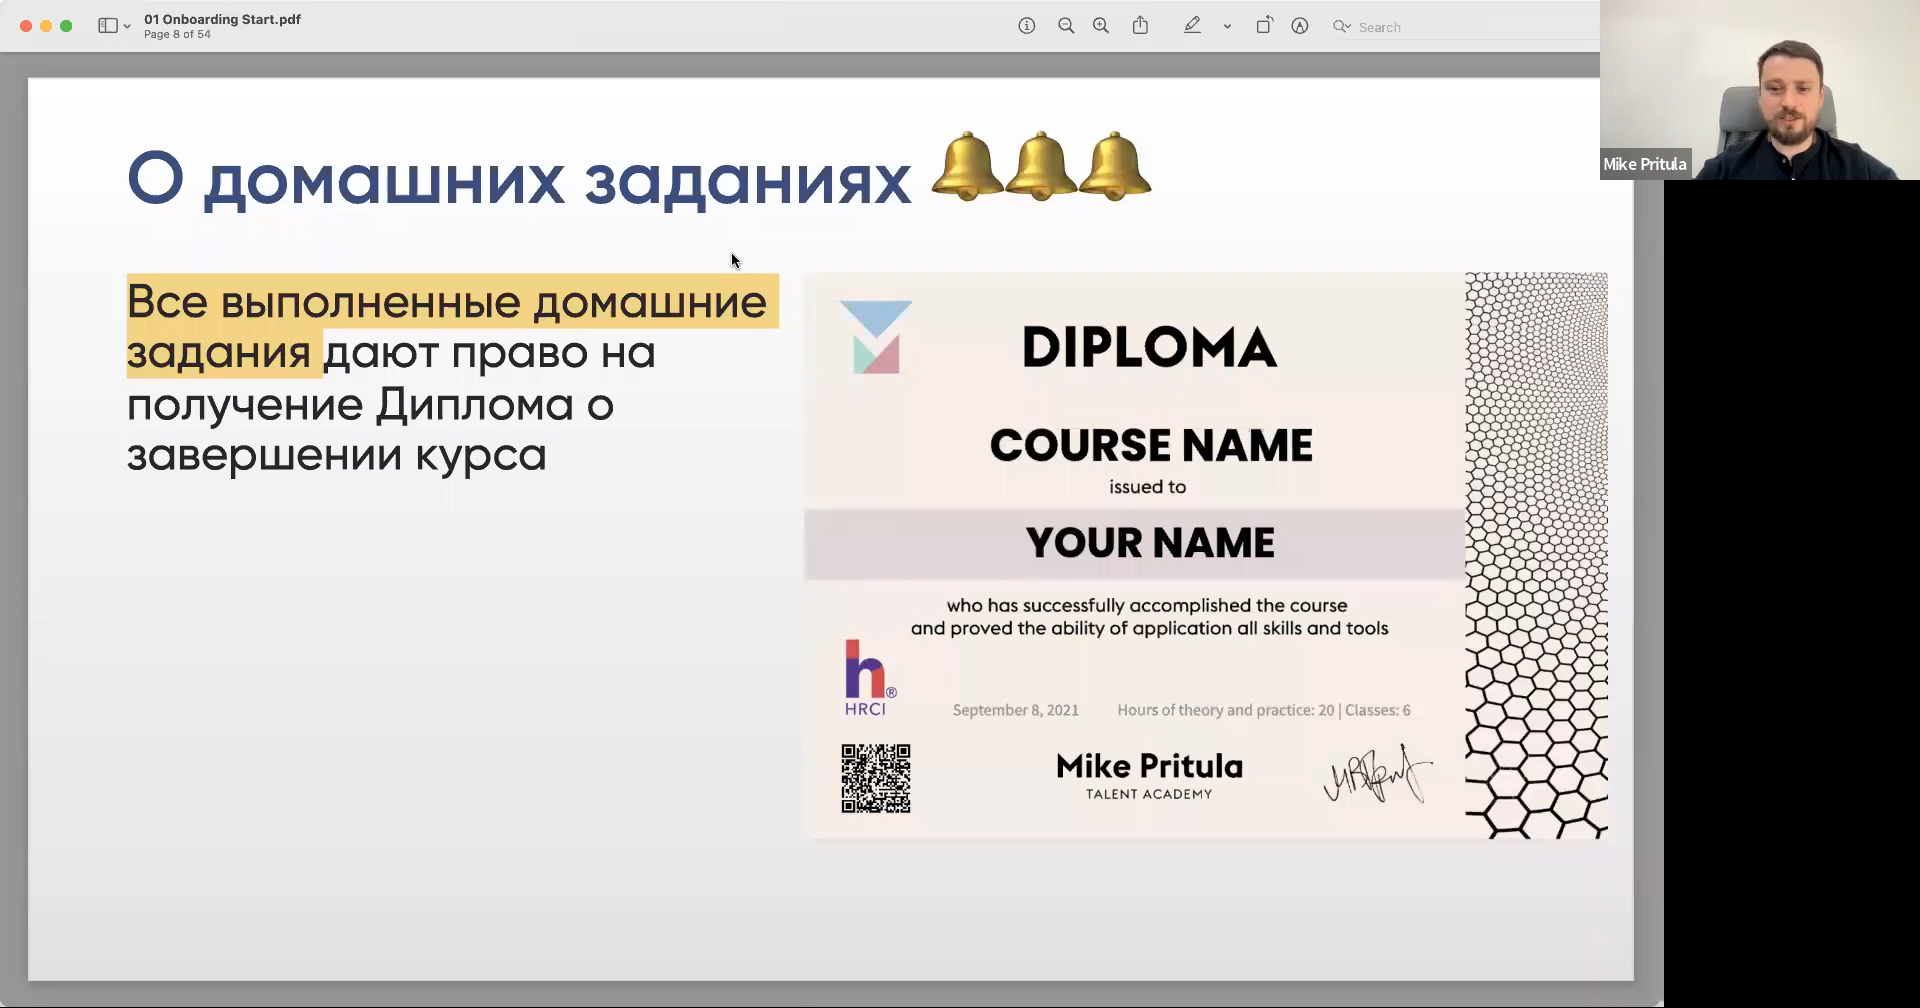 01 Onboarding Start.pdf
Page 8 of 54
Search
Mike Pritula
О домашних заданиях
Все выполненные домашние
задания дают право на
получение Диплома о
завершении курса
DIPLOMA
COURSE NAME
issued to
YOUR NAME
who has successfully accomplished the course
and proved the ability of application all skills and tools
h®
HRCI
September 8, 2021 Hours of theory and practice: 20 | Classes: 6
Mike Pritula
TALENT ACADEMY